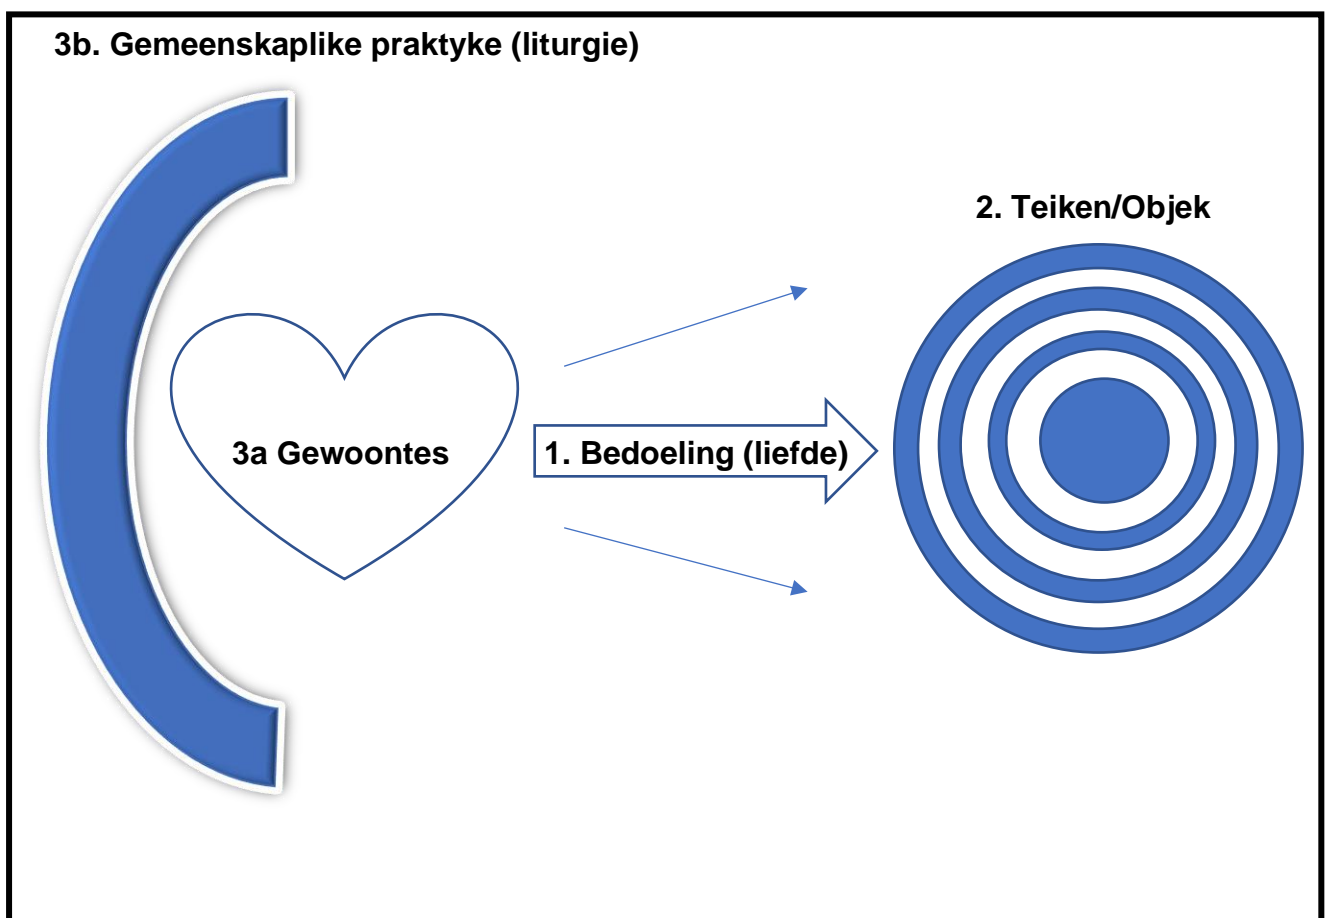 3b. Gemeenskaplike praktyke (liturgie)
2. Teiken/Objek
3a Gewoontes
1. Bedoeling (liefde)